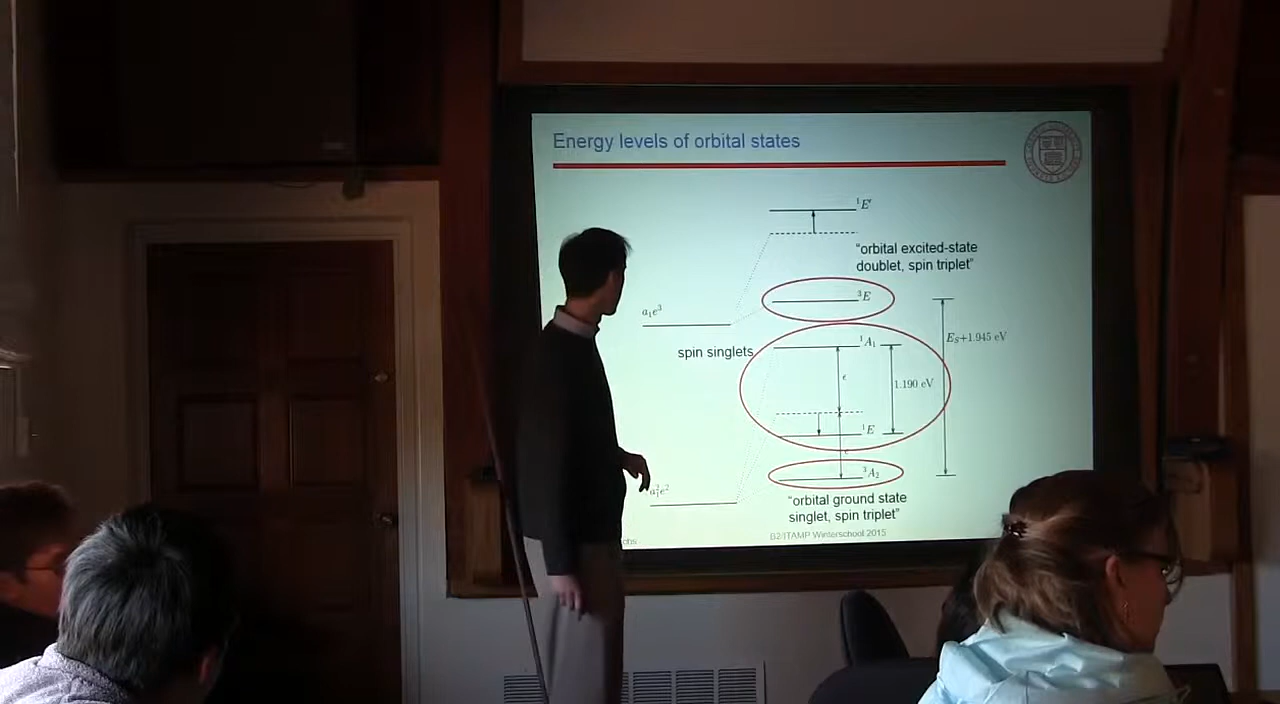 Energy levels of orbital states
¹E′
"orbital excited-state
doublet, spin triplet"
³E
a₁e³
E_S+1.945 eV
spin singlets
¹A₁
ϵ
1.190 eV
¹E
ϵ
³A₂
a₁²e²
"orbital ground state
singlet, spin triplet"
B2/ITAMP Winterschool 2015